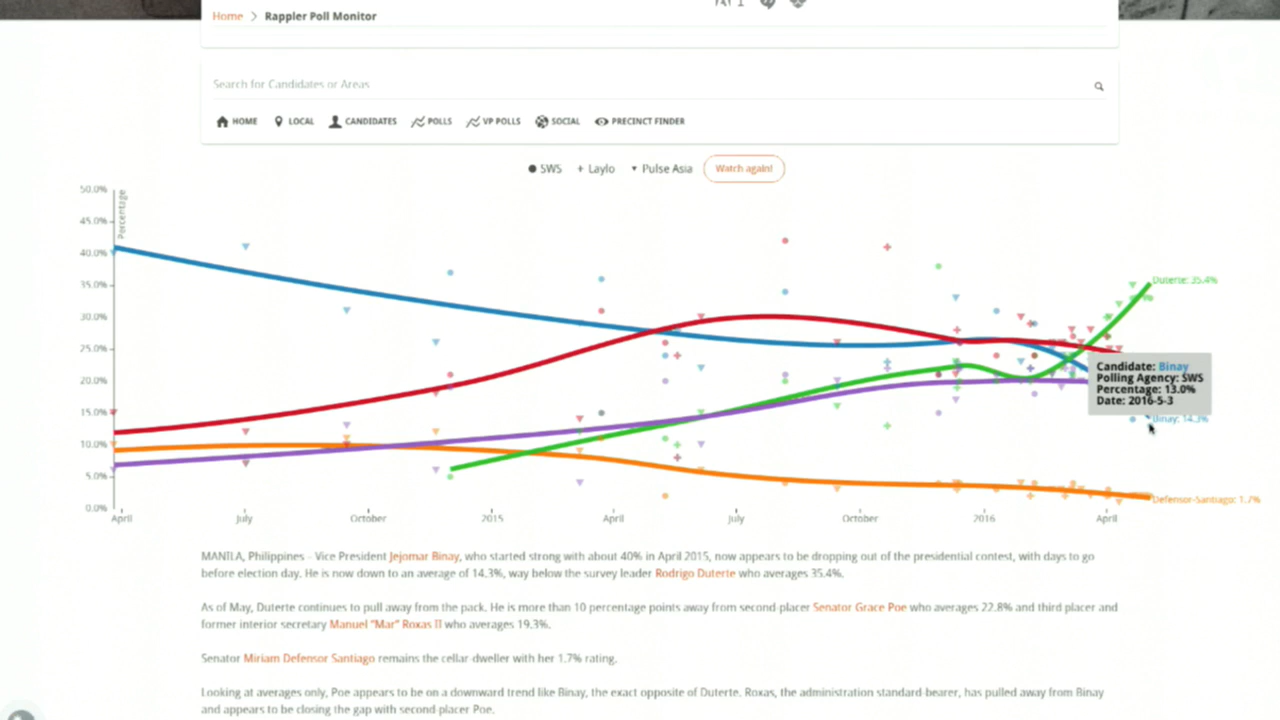 Home > Rappler Poll Monitor
Search for Candidates or Areas
HOME LOCAL CANDIDATES POLLS VP POLLS SOCIAL PRECINCT FINDER
SWS Laylo Pulse Asia Watch again!
Percentage
50.0%
45.0%
40.0%
35.0%
30.0%
25.0%
20.0%
15.0%
10.0%
5.0%
0.0%
Duterte: 35.4%
Candidate: Binay
Polling Agency: SWS
Percentage: 13.0%
Date: 2016-5-3
Binay: 14.3%
Defensor-Santiago: 1.7%
April July October 2015 April July October 2016 April
MANILA, Philippines - Vice President Jejomar Binay, who started strong with about 40% in April 2015, now appears to be dropping out of the presidential contest, with days to go
before election day. He is now down to an average of 14.3%, way below the survey leader Rodrigo Duterte who averages 35.4%.
As of May, Duterte continues to pull away from the pack. He is more than 10 percentage points away from second-placer Senator Grace Poe who averages 22.8% and third placer and
former interior secretary Manuel "Mar" Roxas II who averages 19.3%.
Senator Miriam Defensor Santiago remains the cellar-dweller with her 1.7% rating.
Looking at averages only, Poe appears to be on a downward trend like Binay, the exact opposite of Duterte. Roxas, the administration standard-bearer, has pulled away from Binay
and appears to be closing the gap with second-placer Poe.